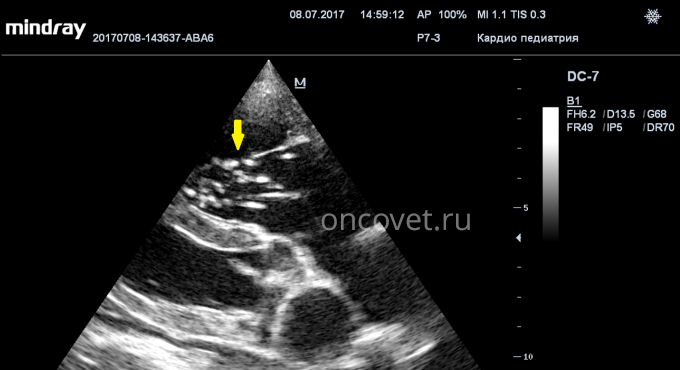 mindray
20170708-143637-ABA6
08.07.2017 14:59:12 AP 100% MI 1.1 TIS 0.3
P7-3 Кардио педиатрия
M
DC-7
B1
FH6.2 /D13.5 /G68
FR49 /IP5 /DR70
5
oncovet.ru
10